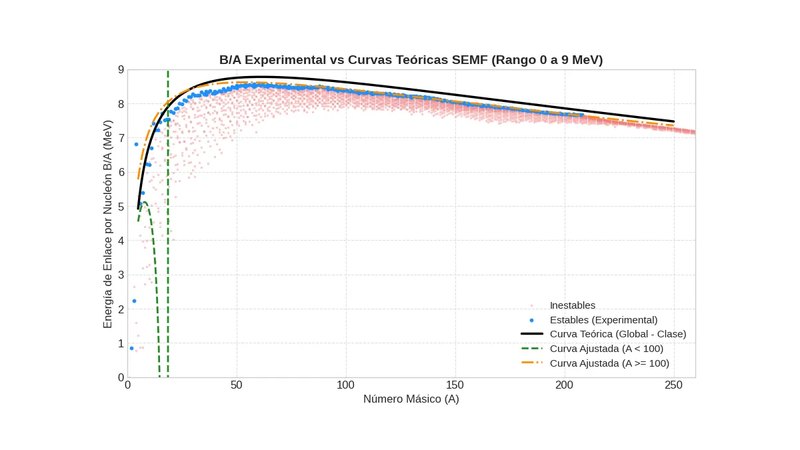 B/A Experimental vs Curvas Teóricas SEMF (Rango 0 a 9 MeV)
Energía de Enlace por Nucleón B/A (MeV)
9
8
7
6
5
4
3
2
1
0
Inestables
Estables (Experimental)
Curva Teórica (Global - Clase)
Curva Ajustada (A < 100)
Curva Ajustada (A >= 100)
0 50 100 150 200 250
Número Másico (A)